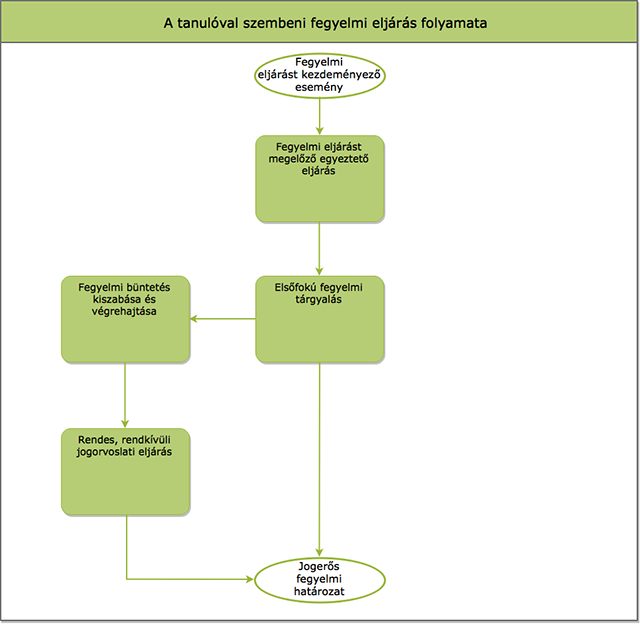 A tanulóval szembeni fegyelmi eljárás folyamata
Fegyelmi
eljárást kezdeményező
esemény
Fegyelmi eljárást
megelőző egyeztető
eljárás
Elsőfokú fegyelmi
tárgyalás
Fegyelmi büntetés
kiszabása és
végrehajtása
Rendes, rendkívüli
jogorvoslati eljárás
Jogerős
fegyelmi
határozat